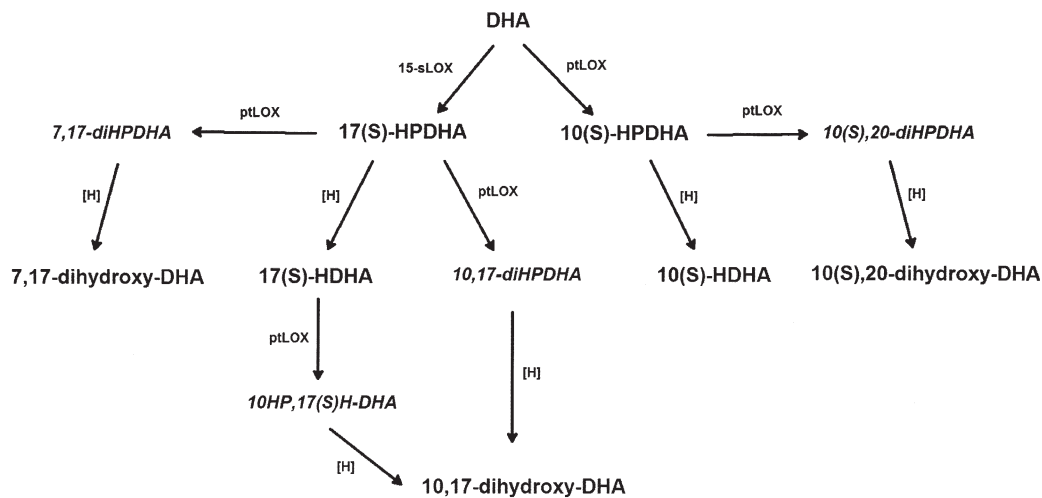 DHA
15-sLOX
ptLOX
ptLOX
ptLOX
7,17-diHPDHA
17(S)-HPDHA
10(S)-HPDHA
10(S),20-diHPDHA
[H]
[H]
ptLOX
[H]
[H]
7,17-dihydroxy-DHA
17(S)-HDHA
10,17-diHPDHA
10(S)-HDHA
10(S),20-dihydroxy-DHA
ptLOX
[H]
10HP,17(S)H-DHA
[H]
10,17-dihydroxy-DHA